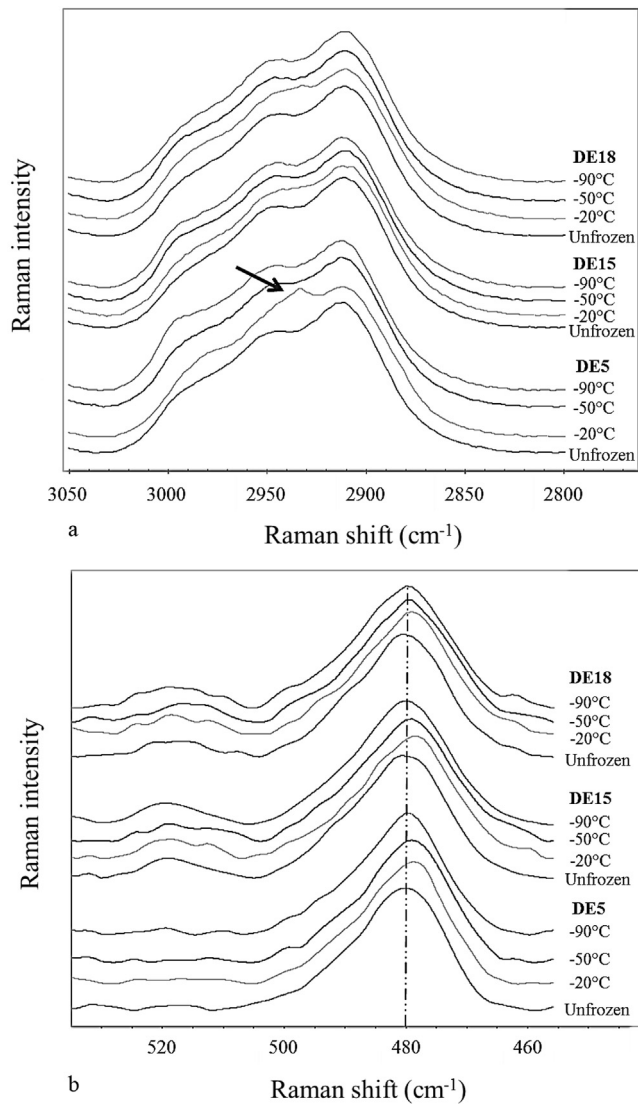 Raman intensity
DE18
-90°C
-50°C
-20°C
Unfrozen
DE15
-90°C
-50°C
-20°C
Unfrozen
DE5
-90°C
-50°C
-20°C
Unfrozen
3050 3000 2950 2900 2850 2800
a
Raman shift (cm-1)
Raman intensity
DE18
-90°C
-50°C
-20°C
Unfrozen
DE15
-90°C
-50°C
-20°C
Unfrozen
DE5
-90°C
-50°C
-20°C
Unfrozen
520 500 480 460
b
Raman shift (cm-1)